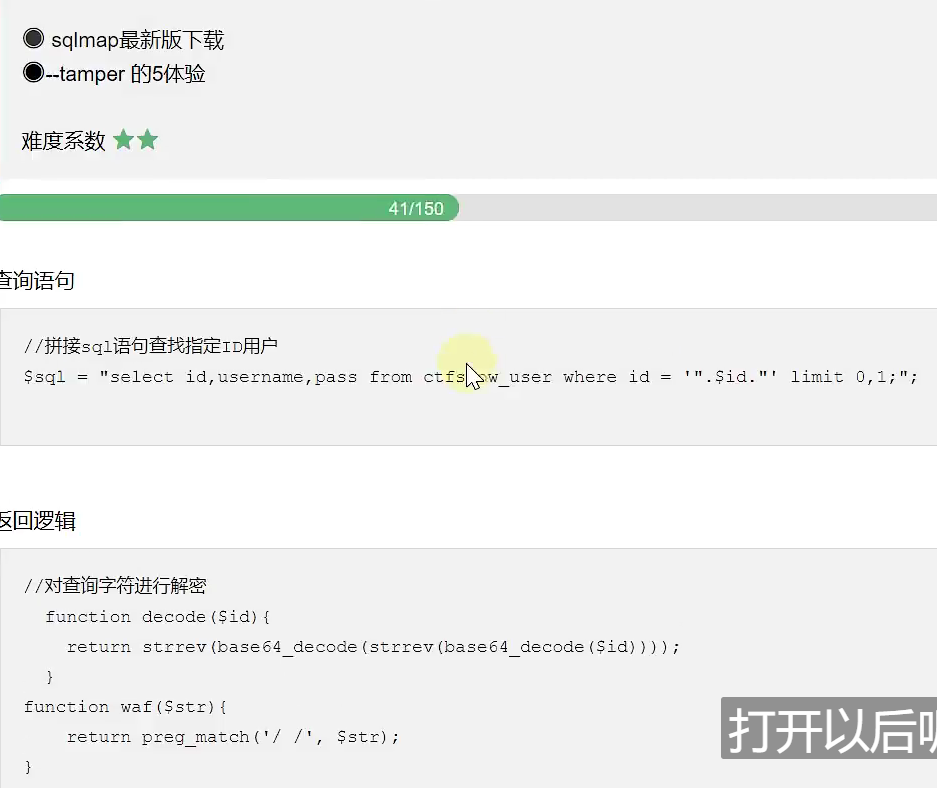 sqlmap最新版下载
--tamper 的5体验
难度系数
41/150
查询语句
//拼接sql语句查找指定ID用户
$sql = "select id,username,pass from ctfshow_user where id = '".$id."' limit 0,1;";
返回逻辑
//对查询字符进行解密
function decode($id){
return strrev(base64_decode(strrev(base64_decode($id))));
}
function waf($str){
return preg_match('/ /', $str);
}
打开以后呢